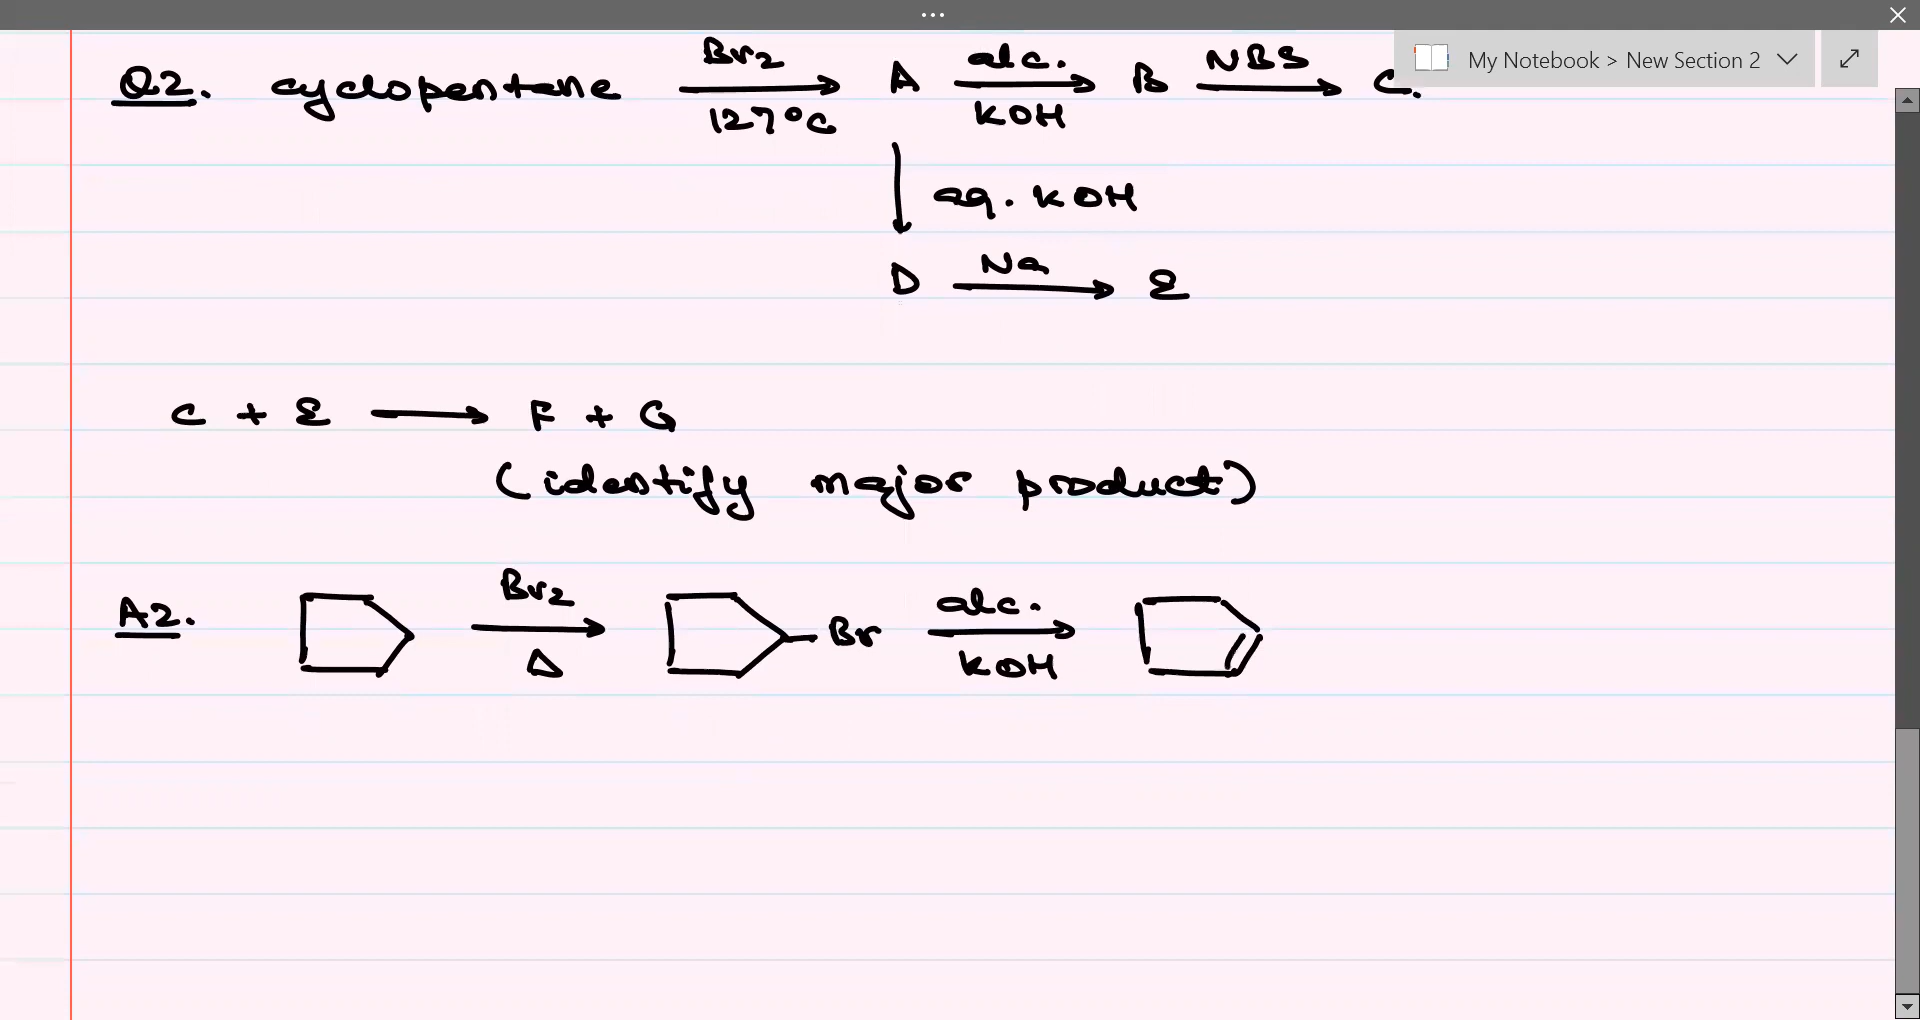 My Notebook > New Section 2
Q2. cyclopentane Br2 127°C A alc. KOH B NBS C.
aq. KOH
D Na E
C + E ⟶ F + G
(identify major product)
A2. Br2 Δ Br alc. KOH